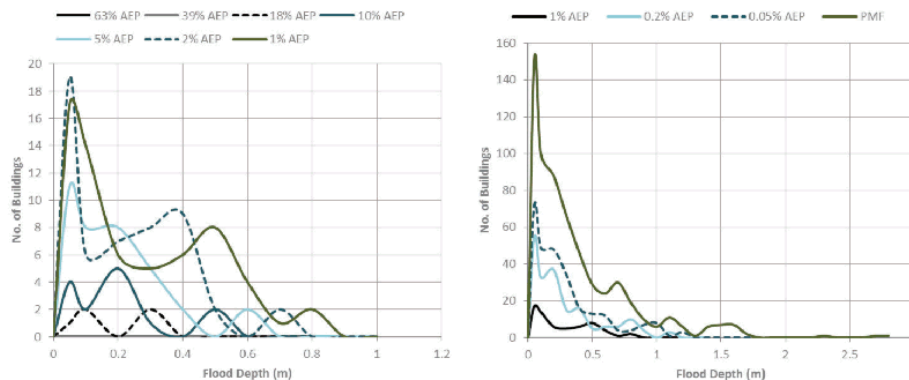 63% AEP 39% AEP 18% AEP 10% AEP
5% AEP 2% AEP 1% AEP
20
18
16
14
12
10
8
6
4
2
0
No. of Buildings
0 0.2 0.4 0.6 0.8 1 1.2
Flood Depth (m)
1% AEP 0.2% AEP 0.05% AEP PMF
160
140
120
100
80
60
40
20
0
No. of Buildings
0 0.5 1 1.5 2 2.5
Flood Depth (m)